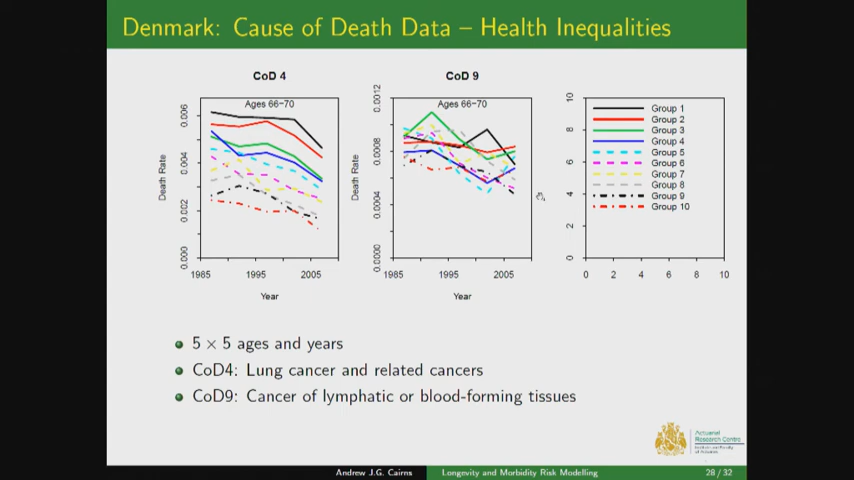 Denmark: Cause of Death Data – Health Inequalities
CoD 4
CoD 9
Ages 66−70
Ages 66−70
Death Rate
0.000 0.002 0.004 0.006
1985 1995 2005
Year
Death Rate
0.0000 0.0004 0.0008 0.0012
1985 1995 2005
Year
0 2 4 6 8 10
0 2 4 6 8 10
Group 1
Group 2
Group 3
Group 4
Group 5
Group 6
Group 7
Group 8
Group 9
Group 10
5 × 5 ages and years
CoD4: Lung cancer and related cancers
CoD9: Cancer of lymphatic or blood-forming tissues
Actuarial
Research Centre
Institute and Faculty
of Actuaries
Andrew J.G. Cairns
Longevity and Morbidity Risk Modelling
28 / 32